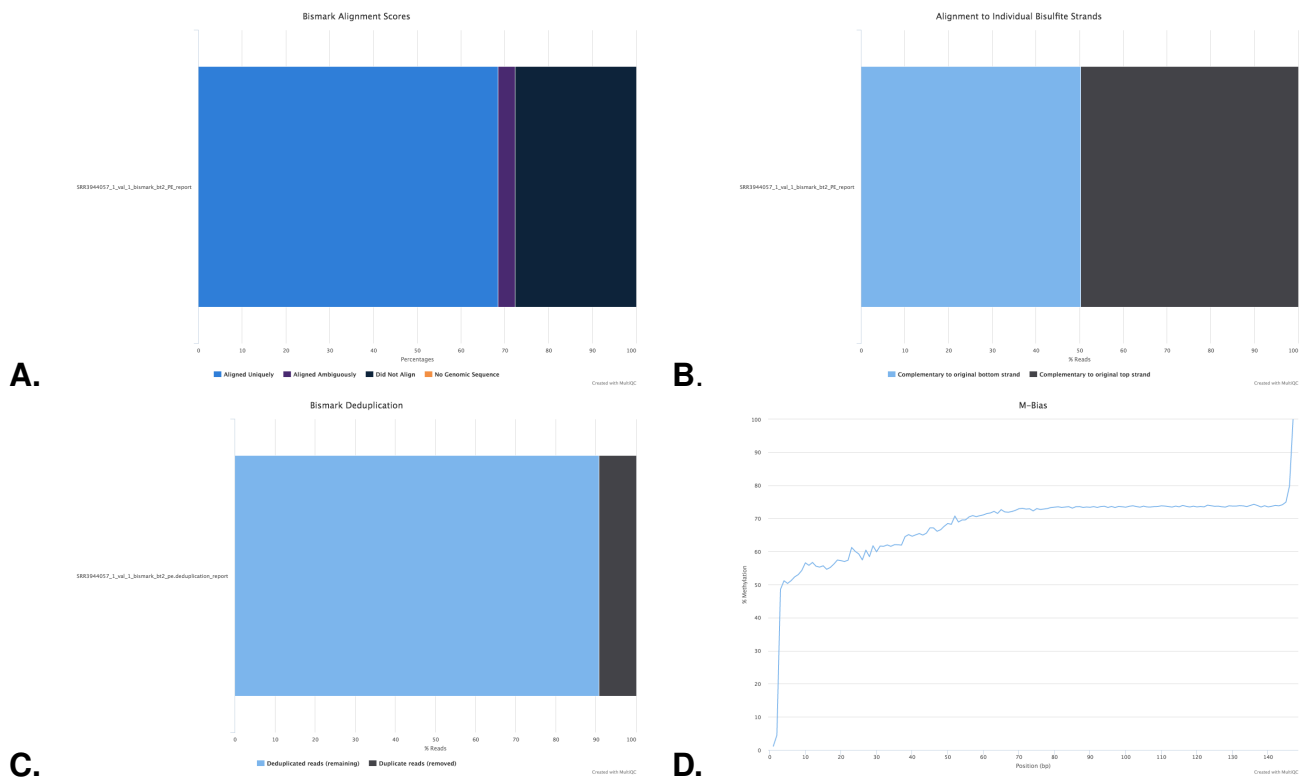 Bismark Alignment Scores
SRR3944057_1_val_1_bismark_bt2_PE_report
0 10 20 30 40 50 60 70 80 90 100
Percentages
Aligned Uniquely Aligned Ambiguously Did Not Align No Genomic Sequence
Created with MultiQC
A.
Alignment to Individual Bisulfite Strands
SRR3944057_1_val_1_bismark_bt2_PE_report
0 10 20 30 40 50 60 70 80 90 100
% Reads
Complementary to original bottom strand Complementary to original top strand
Created with MultiQC
B.
Bismark Deduplication
SRR3944057_1_val_1_bismark_bt2_pe.deduplication_report
0 10 20 30 40 50 60 70 80 90 100
% Reads
Deduplicated reads (remaining) Duplicate reads (removed)
Created with MultiQC
C.
M-Bias
100
90
80
70
60
50
40
30
20
10
0
% Methylation
0 10 20 30 40 50 60 70 80 90 100 110 120 130 140
Position (bp)
Created with MultiQC
D.